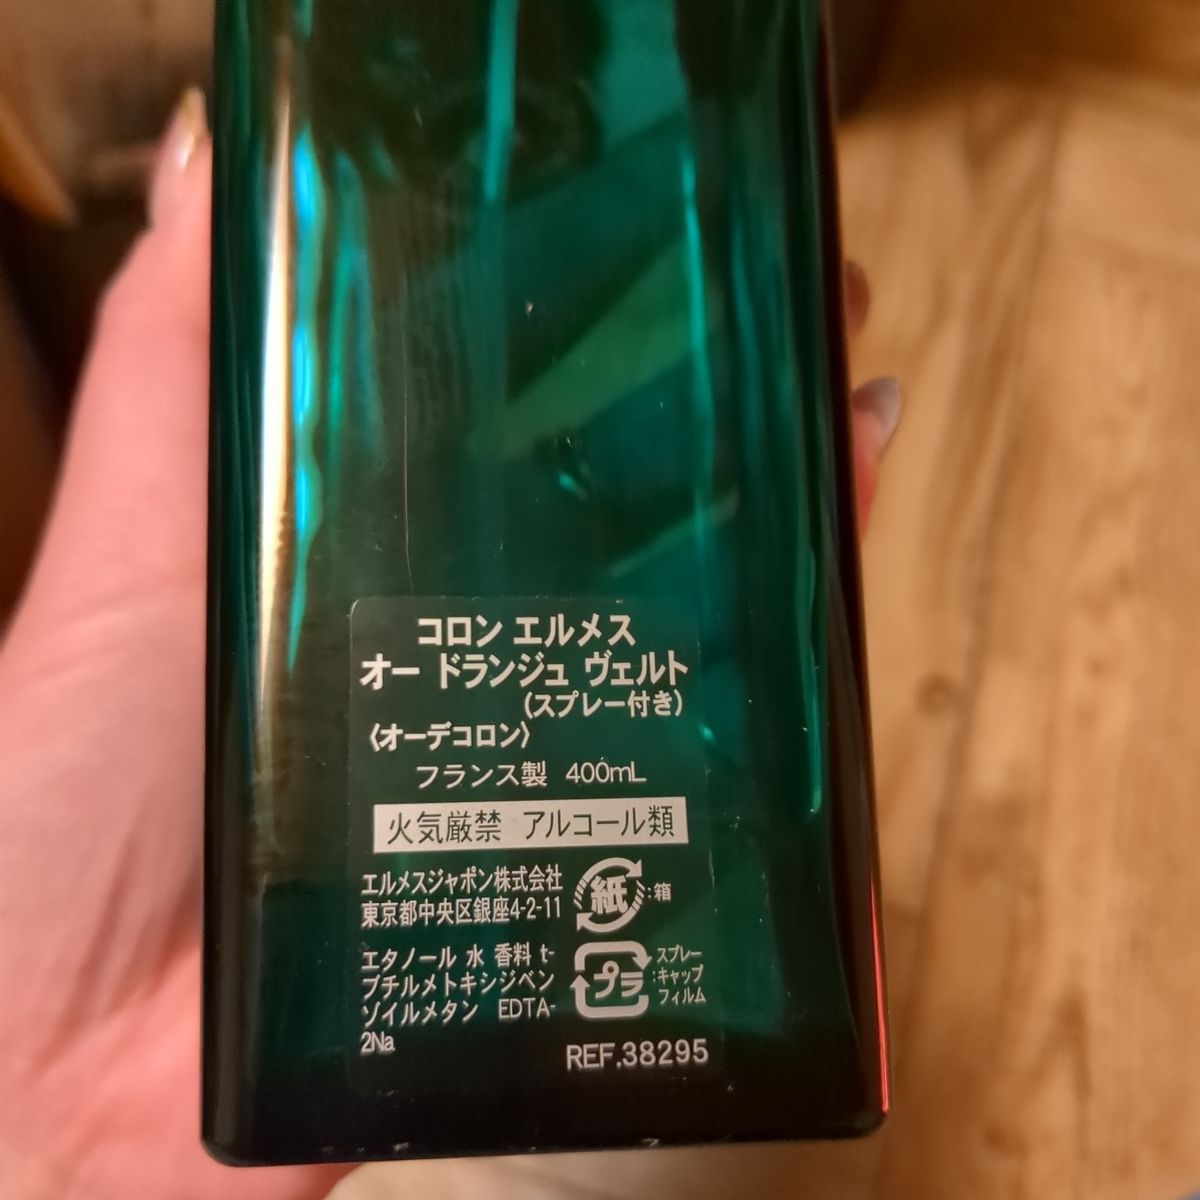 コロン エルメス
オー ドランジュ ヴェルト
(スプレー付き)
〈オーデコロン〉
フランス製 400mL
火気厳禁 アルコール類
エルメスジャポン株式会社
東京都中央区銀座4-2-11
紙
:箱
エタノール 水 香料 t-
ブチルメトキシジベン
ゾイルメタン EDTA-
2Na
プラ
スプレー
:キャップ
フィルム
REF.38295